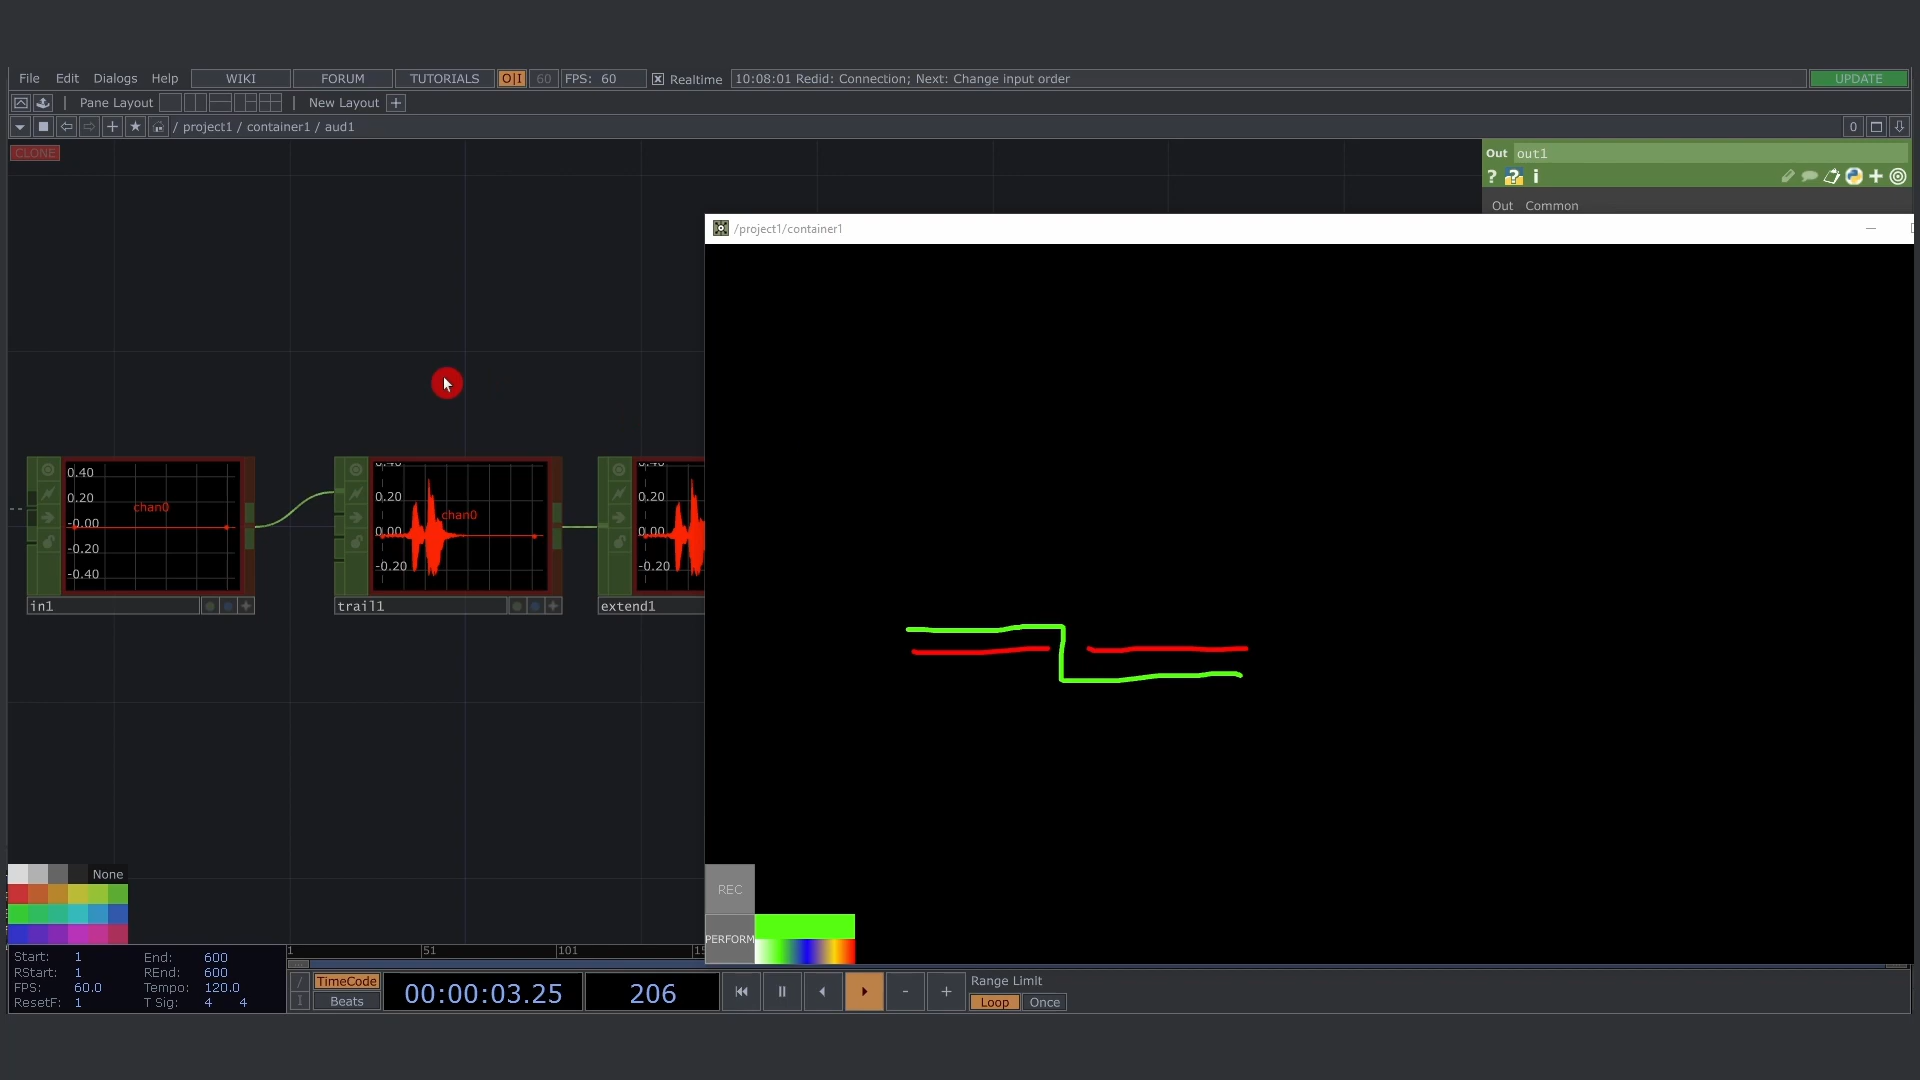 File Edit Dialogs Help WIKI FORUM TUTORIALS O|I 60 FPS: 60 Realtime 10:08:01 Redid: Connection; Next: Change input order UPDATE
Pane Layout New Layout +
/ project1 / container1 / aud1 0
CLONE
Out out1
? ? i
Out Common
/project1/container1
0.40
0.20
-0.00
-0.20
-0.40
chan0
in1
0.20
0.00
-0.20
chan0
trail1
0.20
0.00
-0.20
extend1
None
REC
PERFORM
Start: 1 End: 600
RStart: 1 REnd: 600
FPS: 60.0 Tempo: 120.0
ResetF: 1 T Sig: 4 4
1 51 101
TimeCode
Beats
00:00:03.25 206
- +
Range Limit
Loop Once